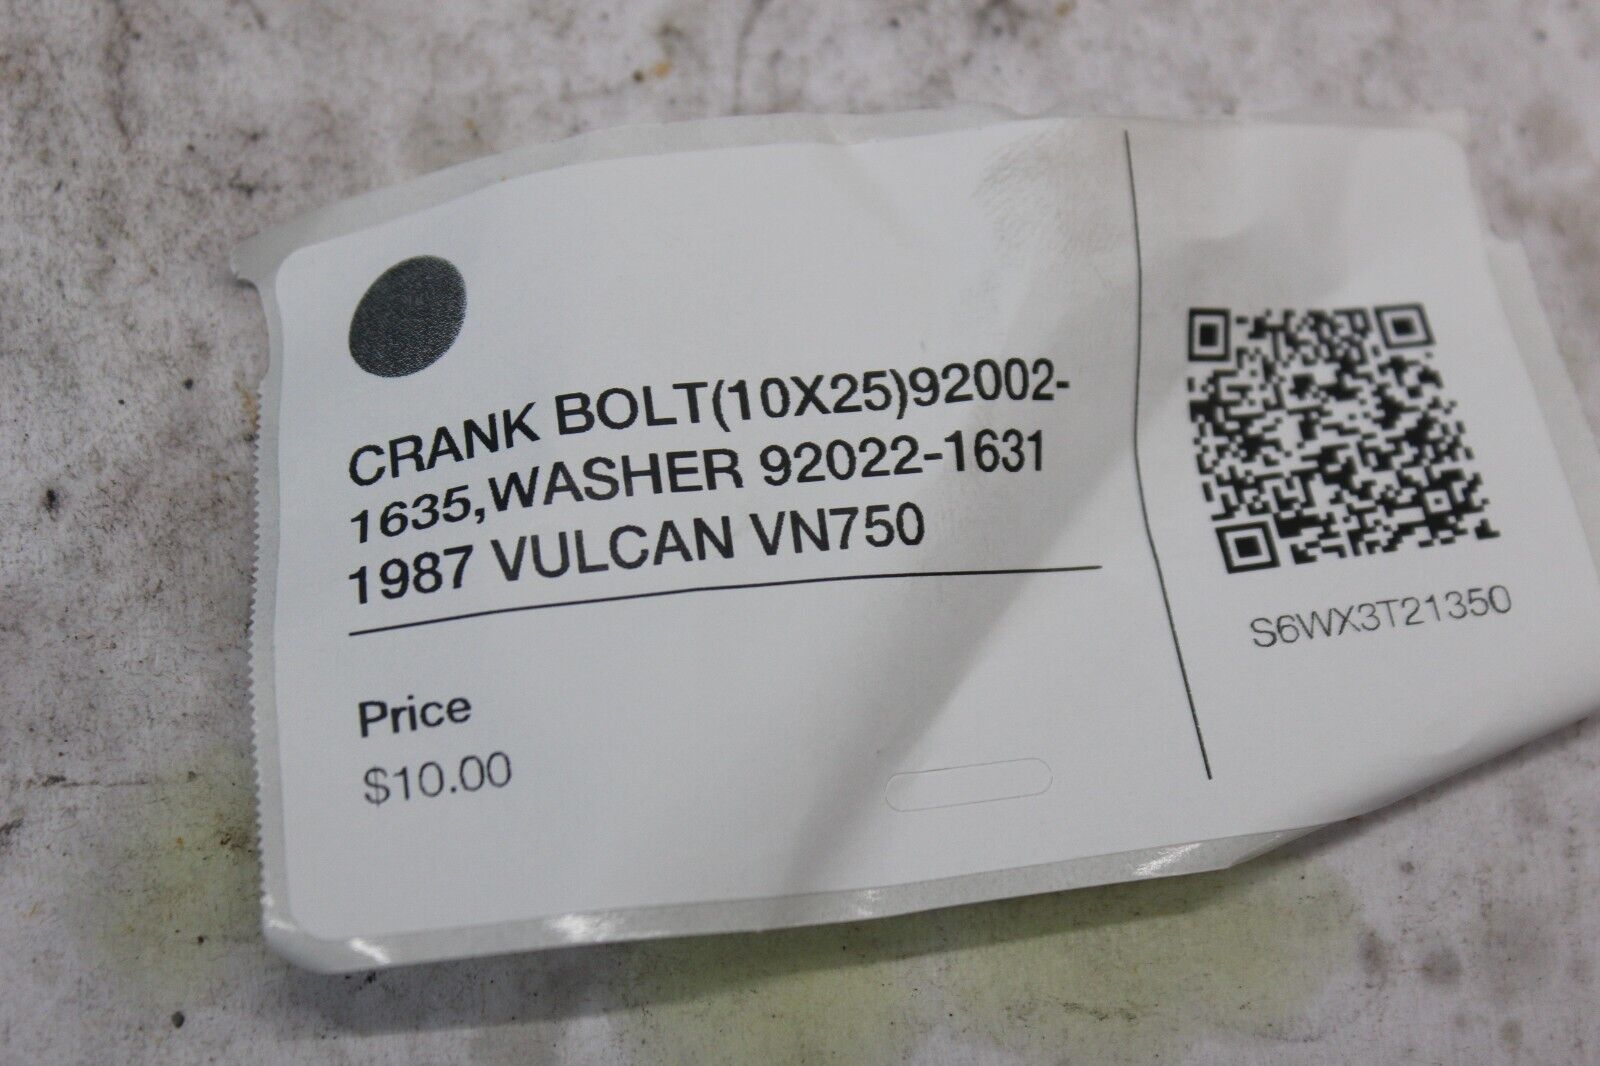 CRANK BOLT(10X25)92002-
1635,WASHER 92022-1631
1987 VULCAN VN750
Price
$10.00
S6WX3T21350